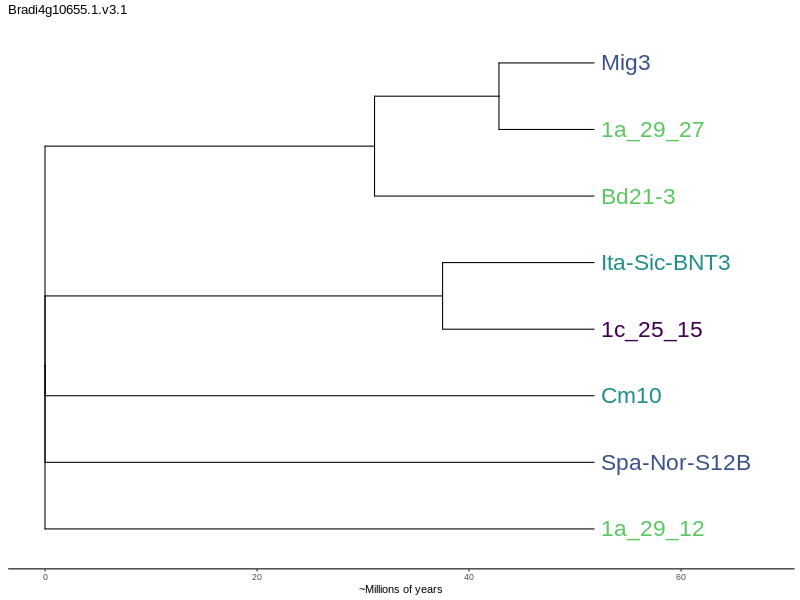 Bradi4g10655.1.v3.1
Mig3
1a_29_27
Bd21-3
Ita-Sic-BNT3
1c_25_15
Cm10
Spa-Nor-S12B
1a_29_12
0 20 40 60
~Millions of years